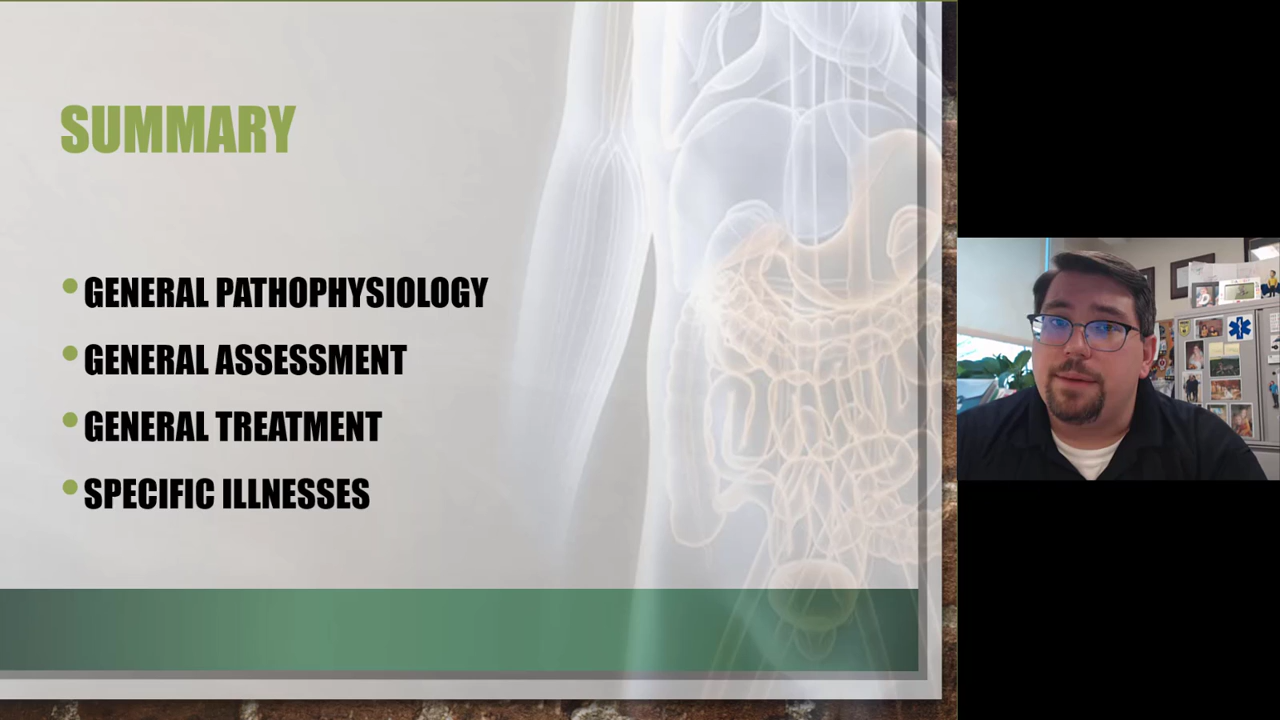 SUMMARY
• GENERAL PATHOPHYSIOLOGY
• GENERAL ASSESSMENT
• GENERAL TREATMENT
• SPECIFIC ILLNESSES